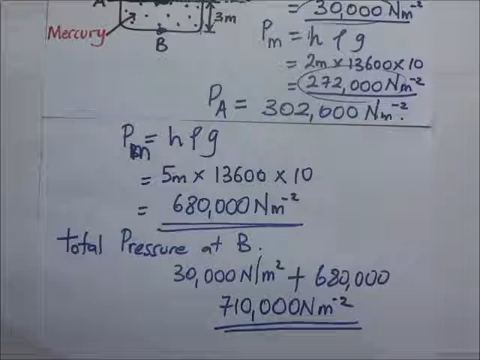 A
3m
Mercury
B
= 30,000 Nm⁻²
Pm = hρg
= 2m × 13600 × 10
= 272,000 Nm⁻²
PA = 302,000 Nm⁻².
Pm = hρg
= 5m × 13600 × 10
= 680,000 Nm⁻²
Total Pressure at B.
30,000 N/m² + 680,000
710,000 Nm⁻²